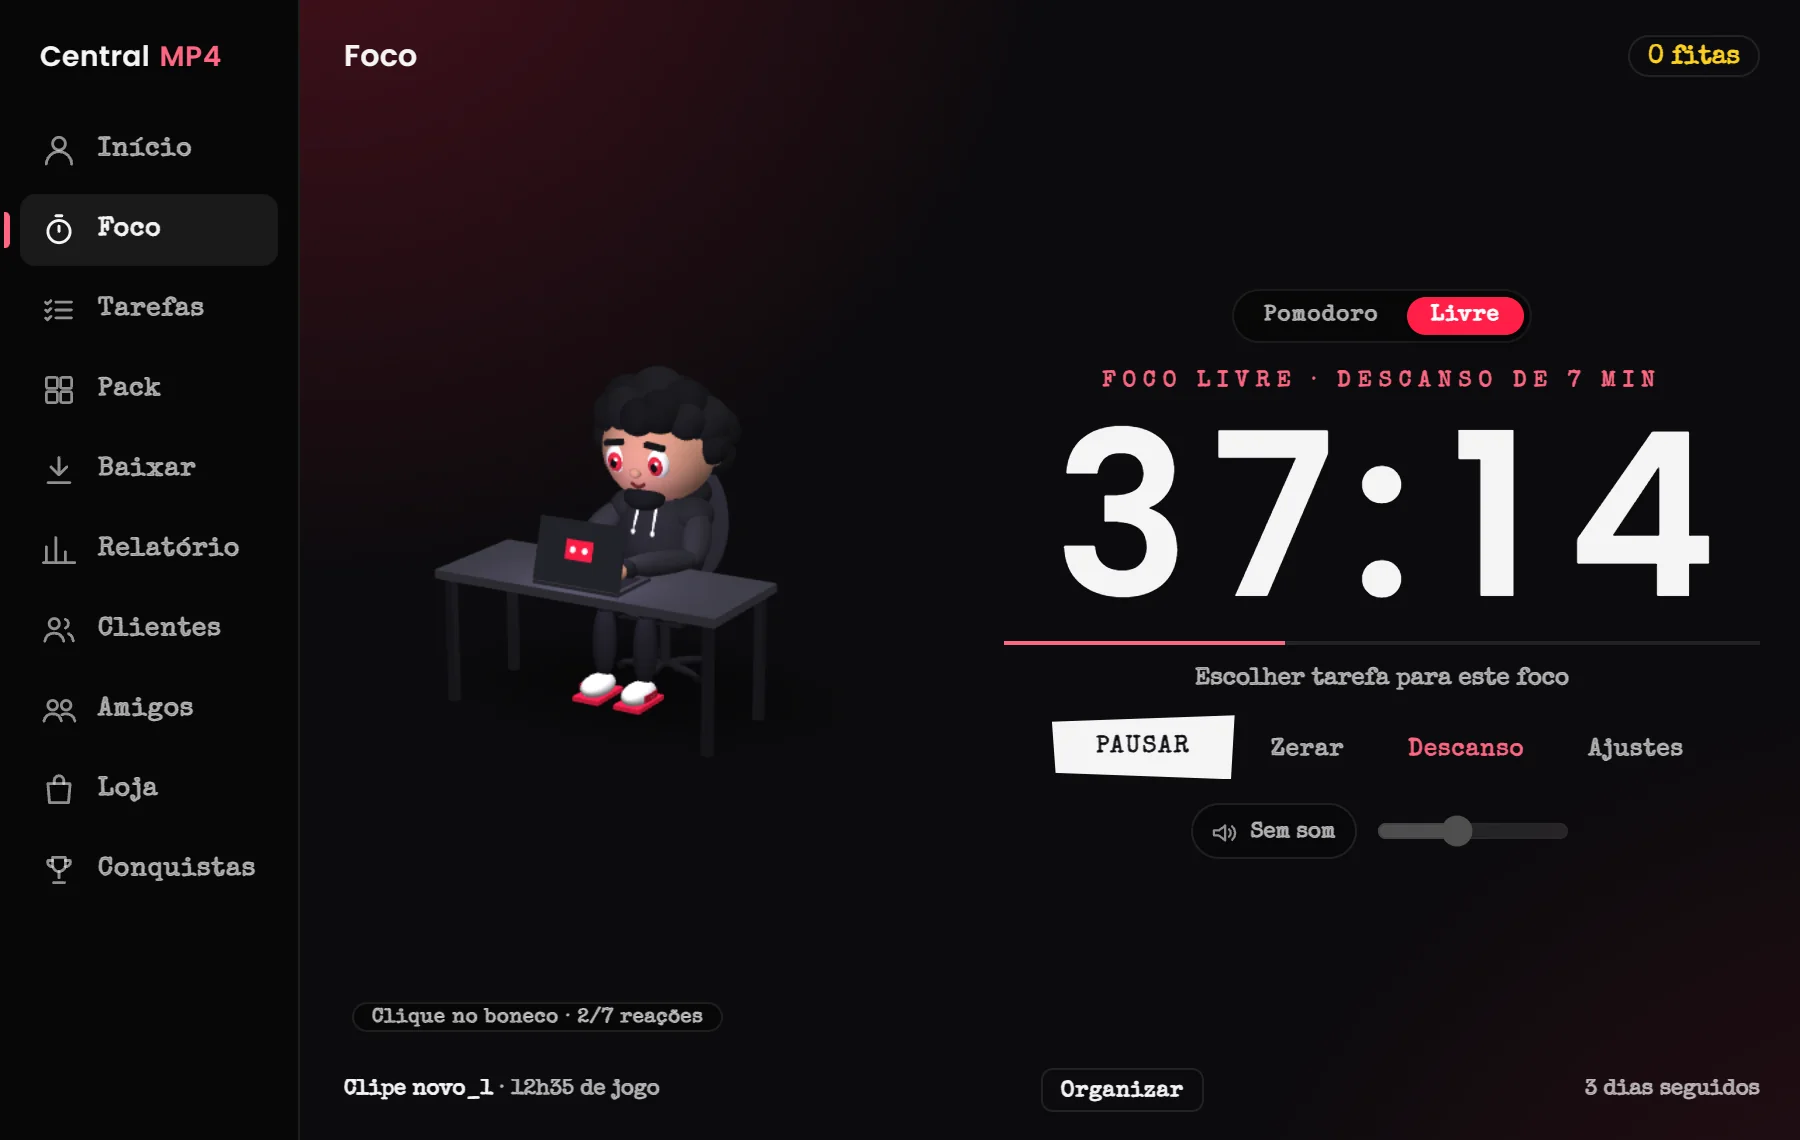 Central MP4
Início
Foco
Tarefas
Pack
Baixar
Relatório
Clientes
Amigos
Loja
Conquistas
Foco
0 fitas
Pomodoro
Livre
FOCO LIVRE · DESCANSO DE 7 MIN
37:14
Escolher tarefa para este foco
PAUSAR
Zerar
Descanso
Ajustes
Sem som
Clique no boneco · 2/7 reações
Clipe novo_1 · 12h35 de jogo
Organizar
3 dias seguidos